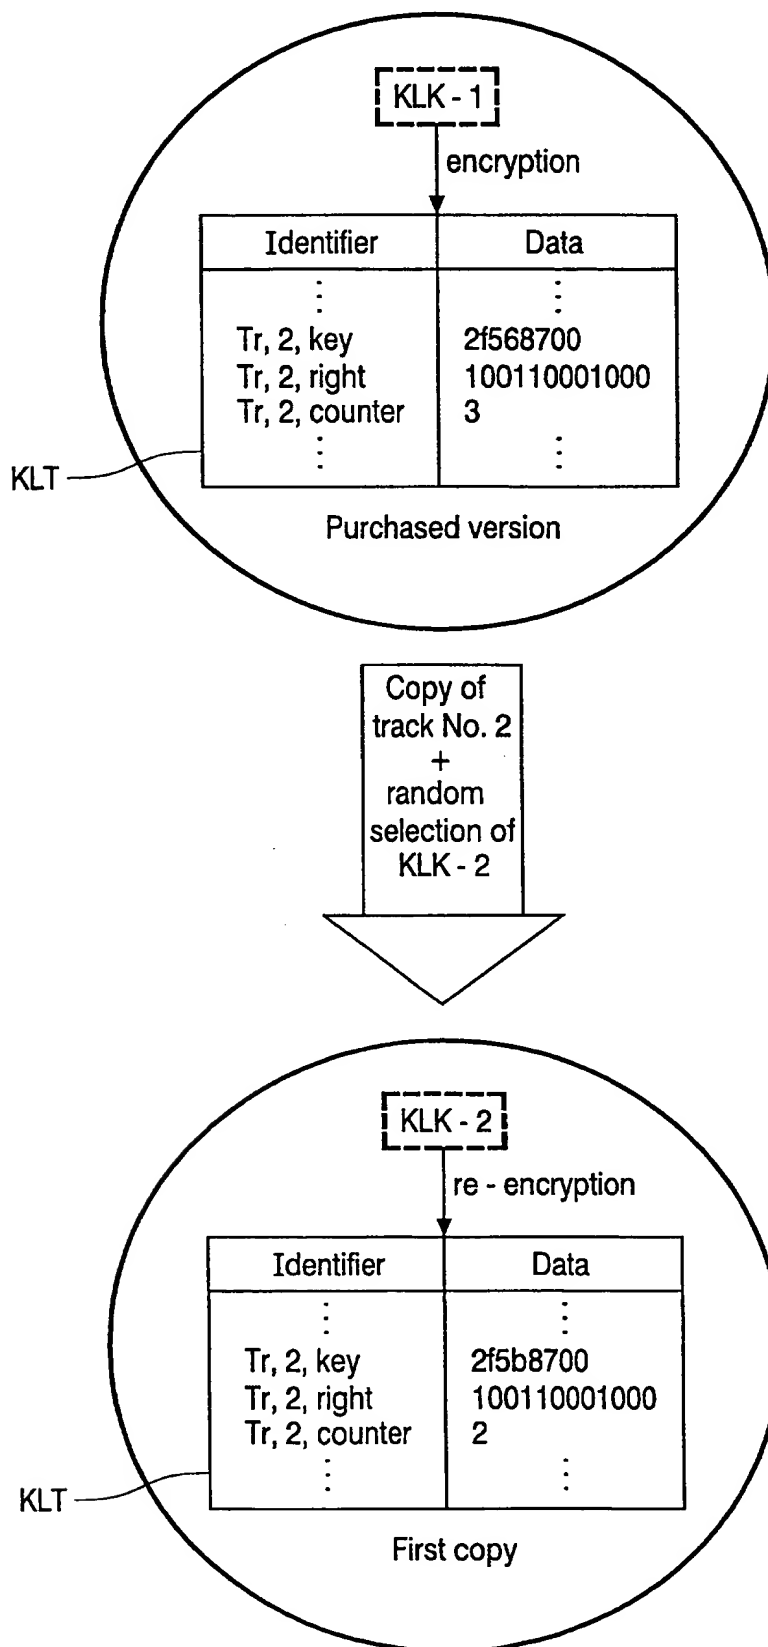 KLK - 1
encryption
Identifier Data
⋮ ⋮
Tr, 2, key 2f568700
Tr, 2, right 100110001000
Tr, 2, counter 3
⋮ ⋮
KLT
Purchased version
Copy of
track No. 2
+
random
selection of
KLK - 2
KLK - 2
re - encryption
Identifier Data
⋮ ⋮
Tr, 2, key 2f5b8700
Tr, 2, right 100110001000
Tr, 2, counter 2
⋮ ⋮
KLT
First copy